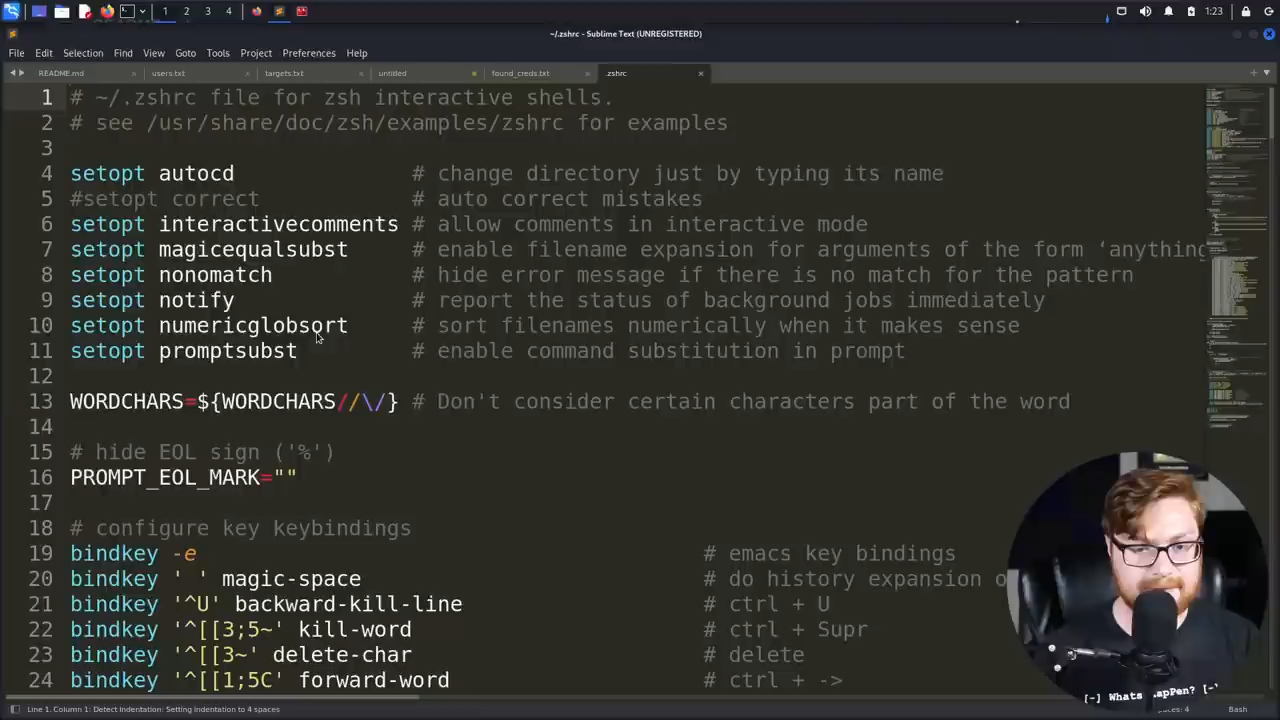 1 2 3 4 1:23
~/.zshrc - Sublime Text (UNREGISTERED)
File Edit Selection Find View Goto Tools Project Preferences Help
README.md users.txt targets.txt untitled found_creds.txt .zshrc
1 # ~/.zshrc file for zsh interactive shells.
2 # see /usr/share/doc/zsh/examples/zshrc for examples
3
4 setopt autocd # change directory just by typing its name
5 #setopt correct # auto correct mistakes
6 setopt interactivecomments # allow comments in interactive mode
7 setopt magicequalsubst # enable filename expansion for arguments of the form ‘anything
8 setopt nonomatch # hide error message if there is no match for the pattern
9 setopt notify # report the status of background jobs immediately
10 setopt numericglobsort # sort filenames numerically when it makes sense
11 setopt promptsubst # enable command substitution in prompt
12
13 WORDCHARS=${WORDCHARS//\/} # Don't consider certain characters part of the word
14
15 # hide EOL sign ('%')
16 PROMPT_EOL_MARK=""
17
18 # configure key keybindings
19 bindkey -e # emacs key bindings
20 bindkey ' ' magic-space # do history expansion o
21 bindkey '^U' backward-kill-line # ctrl + U
22 bindkey '^[[3;5~' kill-word # ctrl + Supr
23 bindkey '^[[3~' delete-char # delete
24 bindkey '^[[1;5C' forward-word # ctrl + ->
[-] Whats HapPen? [-]
Line 1, Column 1; Detect Indentation: Setting indentation to 4 spaces
aces: 4 Bash